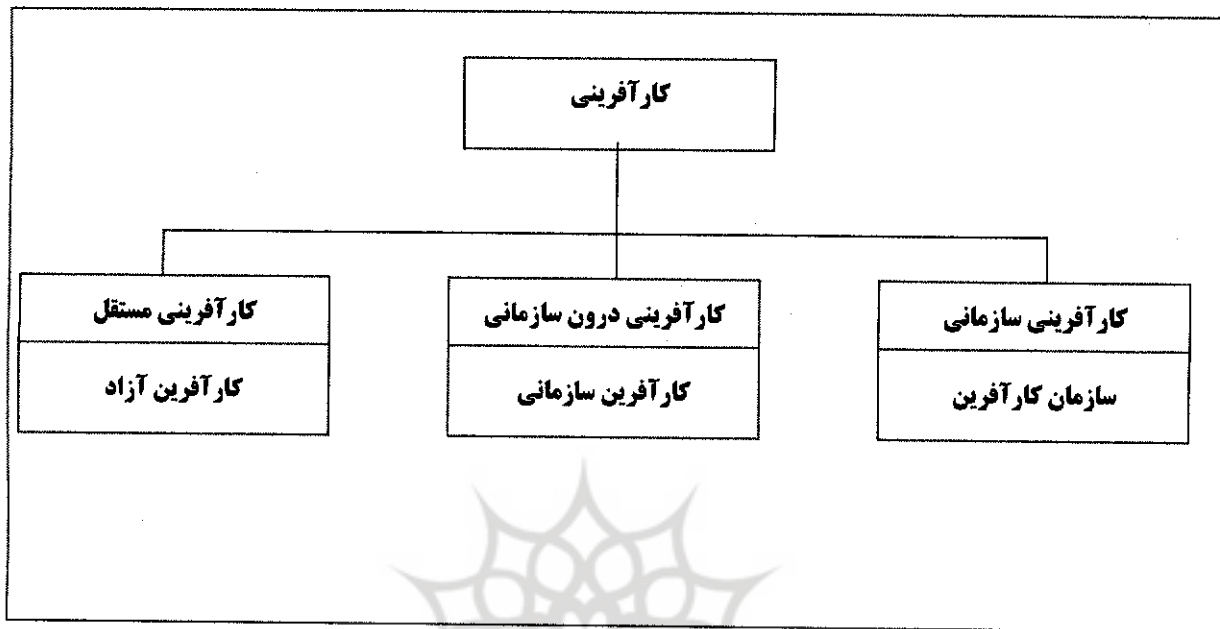 کارآفرینی
کارآفرینی سازمانی
سازمان کارآفرین
کارآفرینی درون سازمانی
کارآفرین سازمانی
کارآفرینی مستقل
کارآفرین آزاد